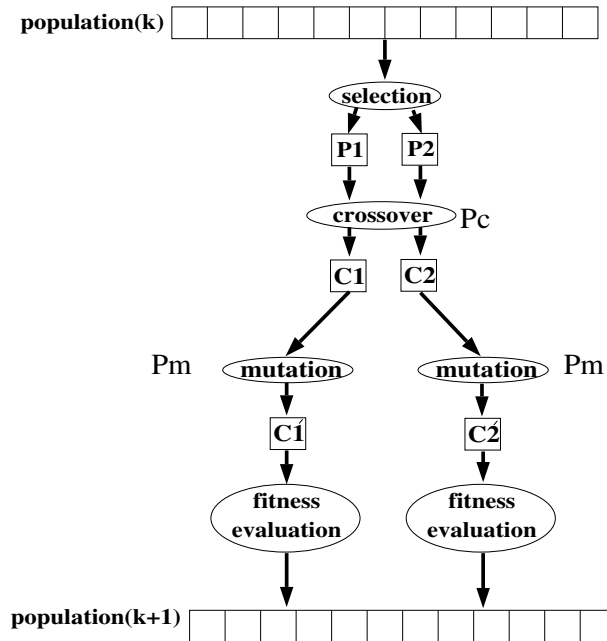 population(k)
selection
P1 P2
crossover Pc
C1 C2
Pm mutation mutation Pm
C1´ C2´
fitness evaluation
fitness evaluation
population(k+1)